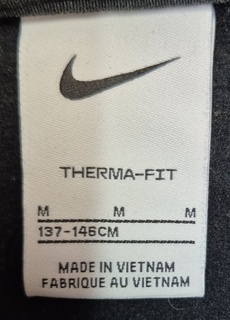 THERMA-FIT
M M M
137-146CM
MADE IN VIETNAM
FABRIQUE AU VIETNAM